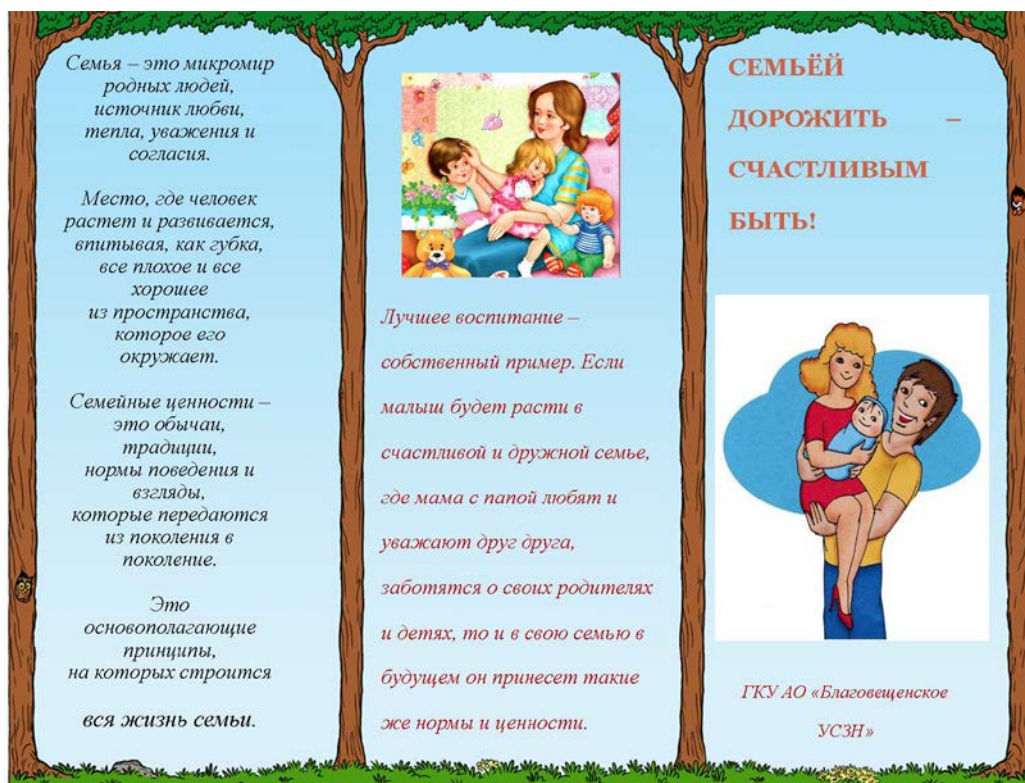 Семья – это микромир
родных людей,
источник любви,
тепла, уважения и
согласия.
Место, где человек
растет и развивается,
впитывая, как губка,
все плохое и все
хорошее
из пространства,
которое его
окружает.
Семейные ценности –
это обычаи,
традиции,
нормы поведения и
взгляды,
которые передаются
из поколения в
поколение.
Это
основополагающие
принципы,
на которых строится
вся жизнь семьи.
Лучшее воспитание –
собственный пример. Если
малыш будет расти в
счастливой и дружной семье,
где мама с папой любят и
уважают друг друга,
заботятся о своих родителях
и детях, то и в свою семью в
будущем он принесет такие
же нормы и ценности.
СЕМЬЁЙ
ДОРОЖИТЬ –
СЧАСТЛИВЫМ
БЫТЬ!
ГКУ АО «Благовещенское
УСЗН»